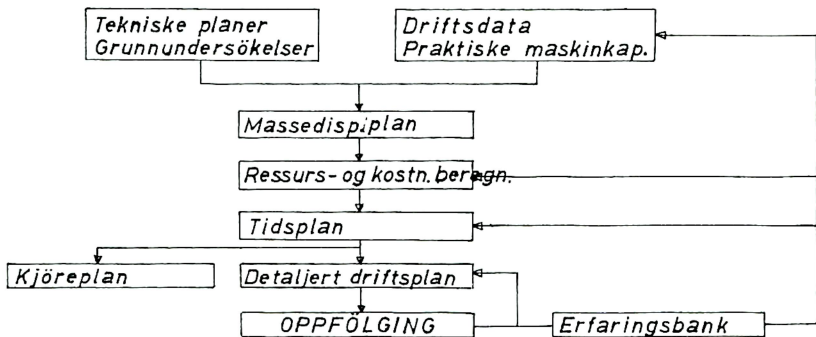 Tekniske planer
Grunnundersökelser
Driftsdata
Praktiske maskinkap.
Massedisp.plan
Ressurs- og kostn. beregn.
Tidsplan
Kjöreplan
Detaljert driftsplan
OPPFÖLGING
Erfaringsbank